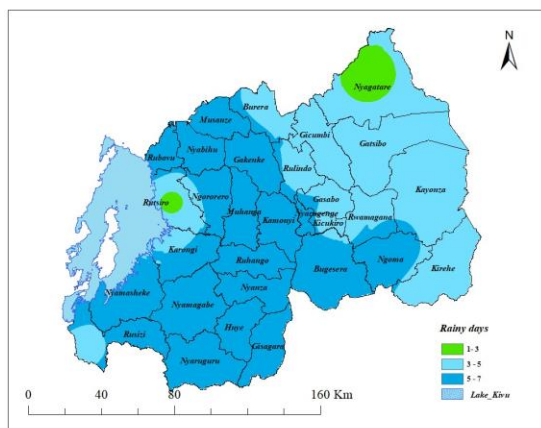 N
Nyagatare
Burera
Musanze
Gicumbi
Gatsibo
Rubavu
Nyabihu
Gakenke
Rulindo
Kayonza
Rutsiro
Ngororero
Gasabo
Muhanga
Kamonyi
Nyarugenge
Rwamagana
Kicukiro
Karongi
Ngoma
Ruhango
Bugesera
Kirehe
Nyamasheke
Nyamagabe
Nyanza
Rusizi
Huye
Gisagara
Nyaruguru
Rainy days
1- 3
3 - 5
5 - 7
Lake_Kivu
0 40 80 160 Km